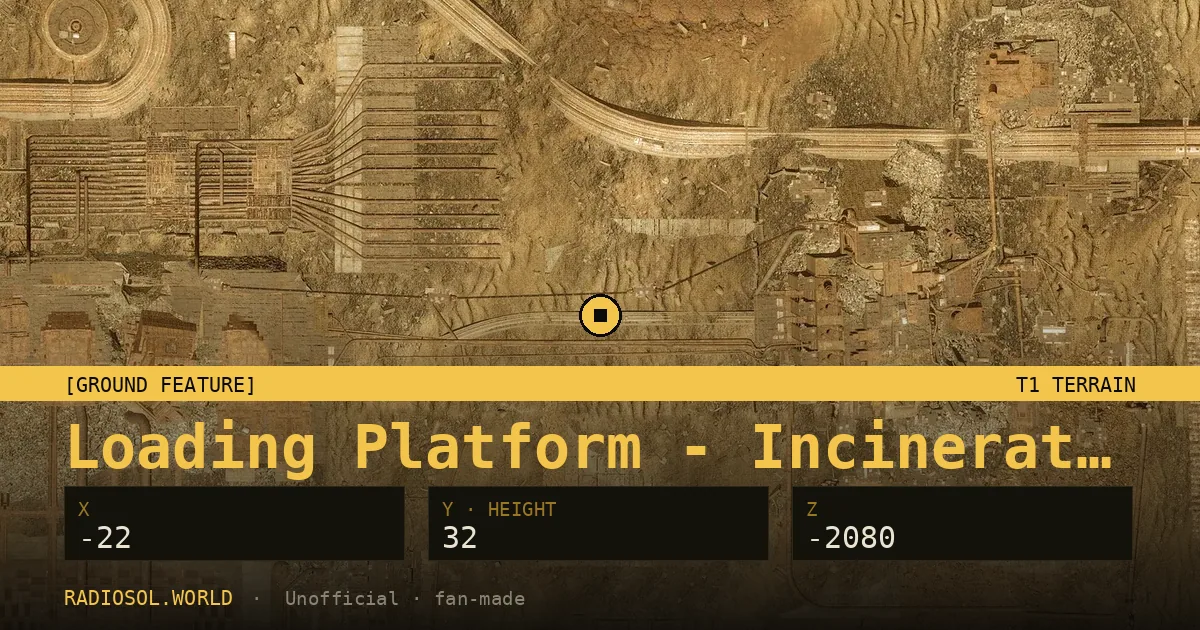 [GROUND FEATURE] T1 TERRAIN
Loading Platform - Incinerat…
X Y · HEIGHT Z
-22 32 -2080
RADIOSOL.WORLD · Unofficial · fan-made